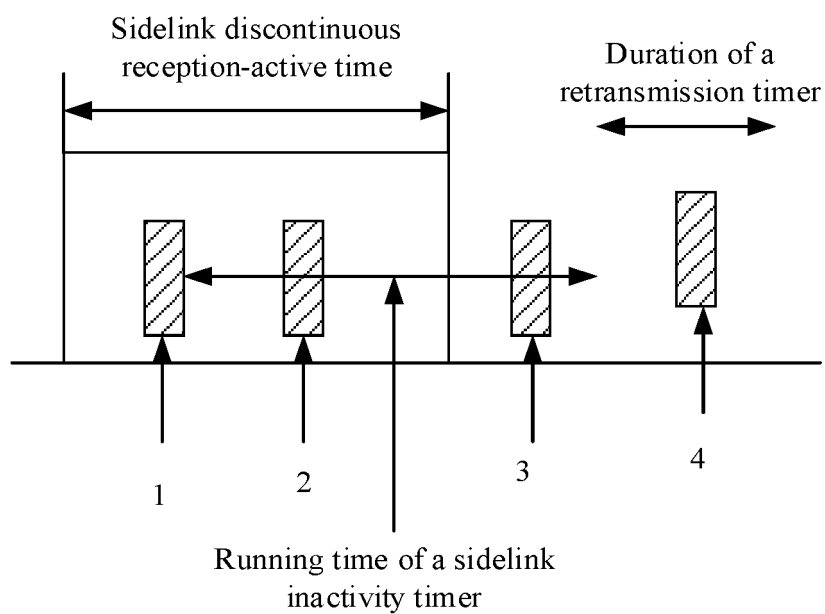 Sidelink discontinuous
reception-active time
Duration of a
retransmission timer
1
2
3
4
Running time of a sidelink
inactivity timer